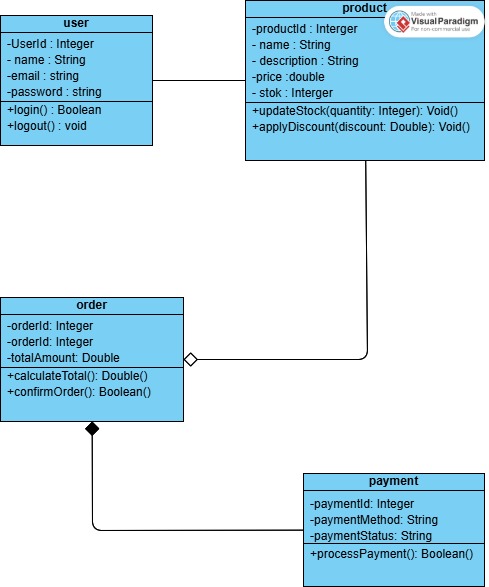 user
-UserId : Integer
- name : String
-email : string
-password : string
+login() : Boolean
+logout() : void
product
-productId : Interger
- name : String
- description : String
-price :double
- stok : Interger
+updateStock(quantity: Integer): Void()
+applyDiscount(discount: Double): Void()
Made with
Visual Paradigm
For non-commercial use
order
-orderId: Integer
-orderId: Integer
-totalAmount: Double
+calculateTotal(): Double()
+confirmOrder(): Boolean()
payment
-paymentId: Integer
-paymentMethod: String
-paymentStatus: String
+processPayment(): Boolean()